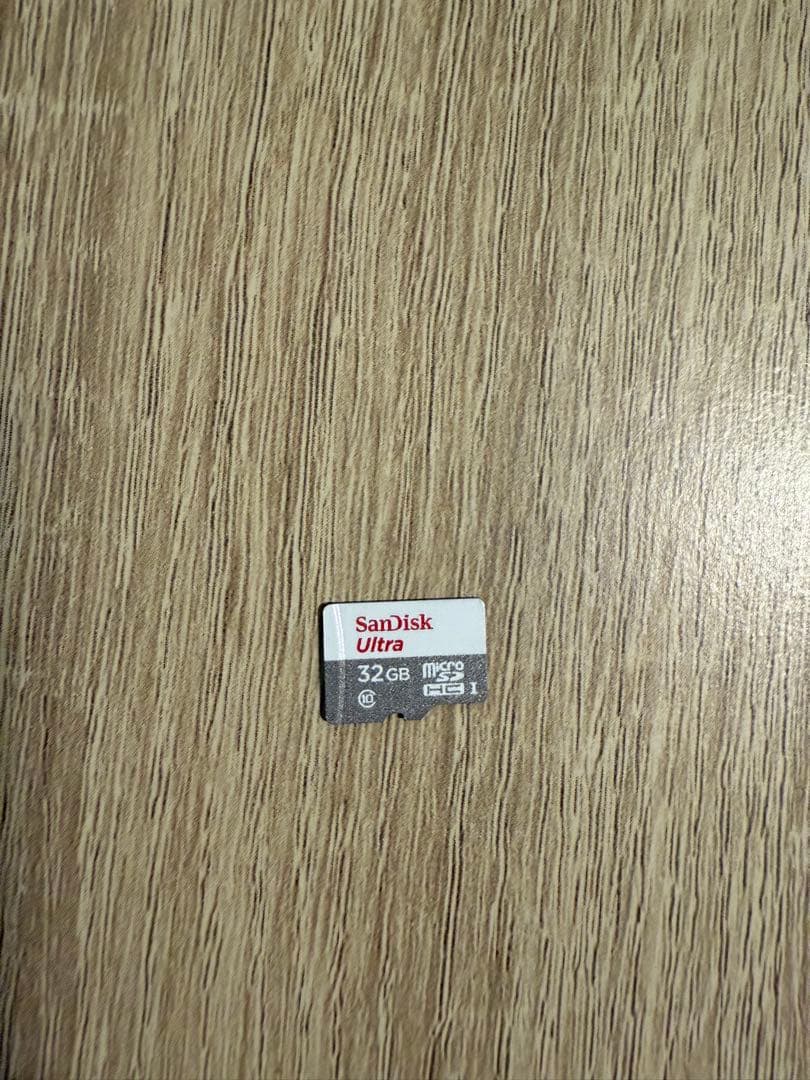 SanDisk
Ultra
32GB micro SD
10 HC I